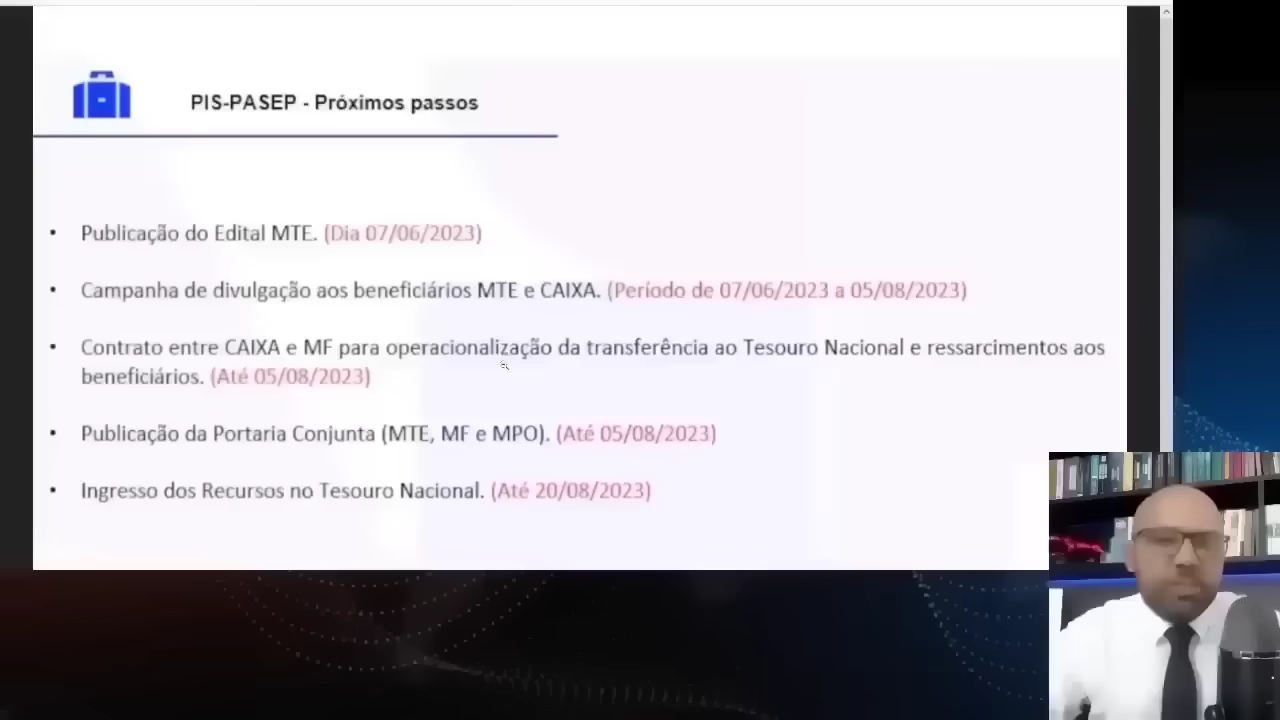 PIS-PASEP - Próximos passos
• Publicação do Edital MTE. (Dia 07/06/2023)
• Campanha de divulgação aos beneficiários MTE e CAIXA. (Período de 07/06/2023 a 05/08/2023)
• Contrato entre CAIXA e MF para operacionalização da transferência ao Tesouro Nacional e ressarcimentos aos
beneficiários. (Até 05/08/2023)
• Publicação da Portaria Conjunta (MTE, MF e MPO). (Até 05/08/2023)
• Ingresso dos Recursos no Tesouro Nacional. (Até 20/08/2023)